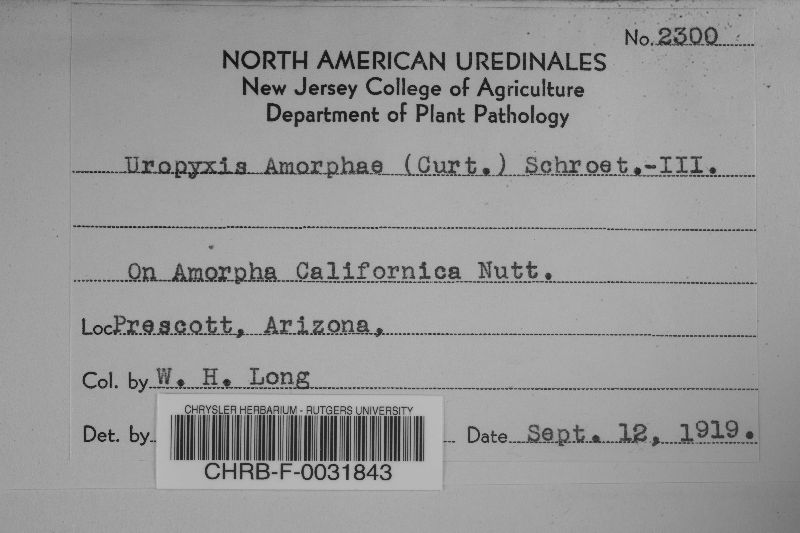 No. 2300
NORTH AMERICAN UREDINALES
New Jersey College of Agriculture
Department of Plant Pathology
Uropyxis Amorphae (Curt.) Schroet.-III.
On Amorpha Californica Nutt.
Loc Prescott, Arizona,
Col. by W. H. Long
Det. by Date Sept. 12, 1919.
CHRYSLER HERBARIUM - RUTGERS UNIVERSITY
CHRB-F-0031843